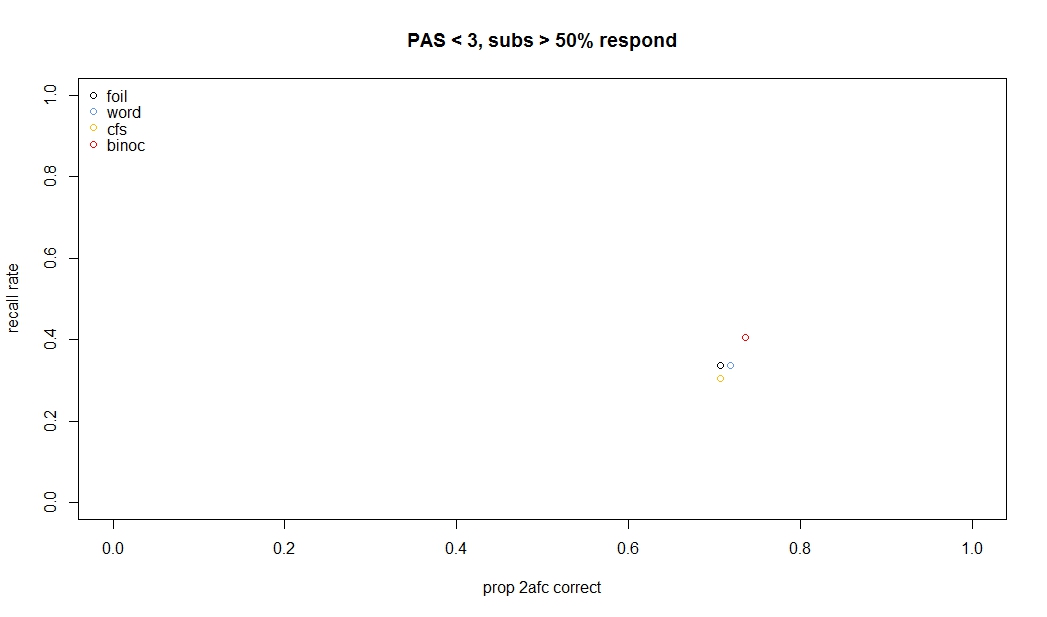 PAS < 3, subs > 50% respond
foil
word
cfs
binoc
1.0
0.8
0.6
0.4
0.2
0.0
recall rate
0.0 0.2 0.4 0.6 0.8 1.0
prop 2afc correct